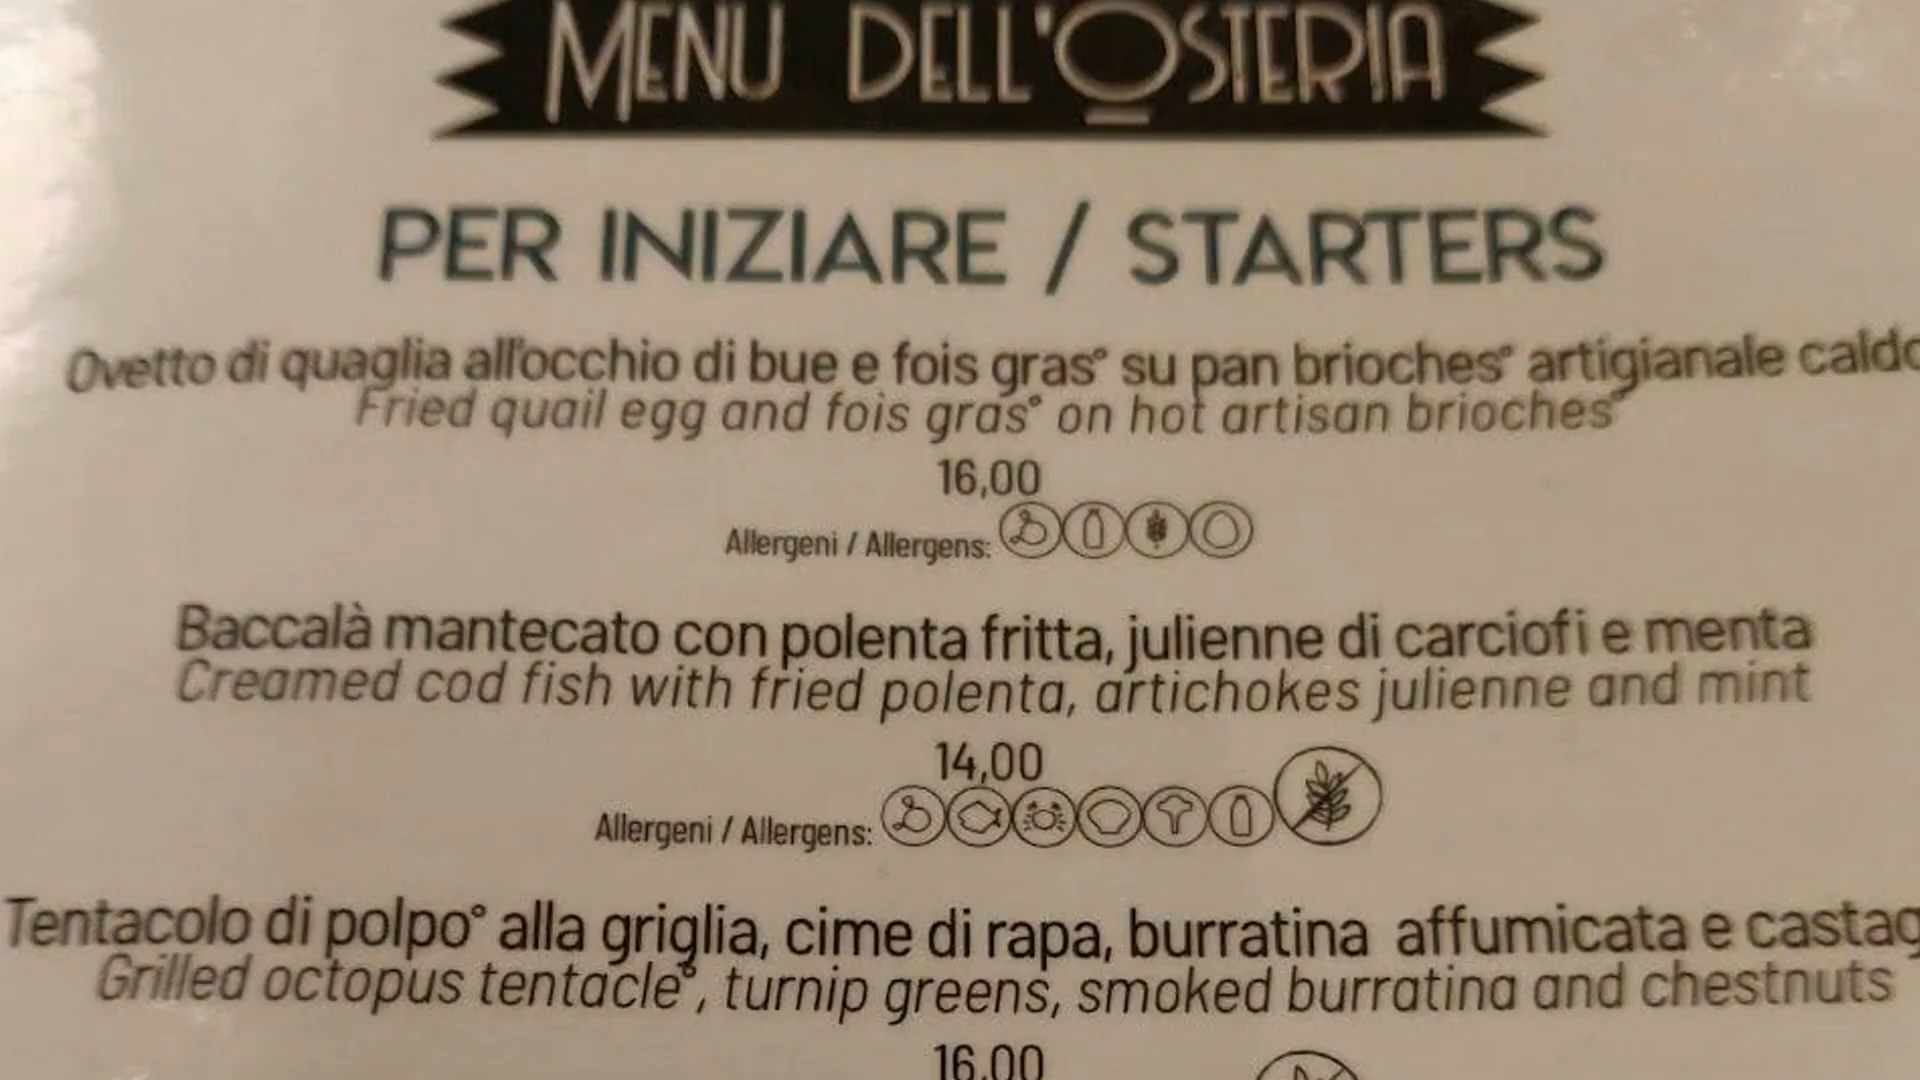 MENU DELL'OSTERIA
PER INIZIARE / STARTERS
Ovetto di quaglia all'occhio di bue e fois gras° su pan brioches° artigianale caldo
Fried quail egg and fois gras° on hot artisan brioches°
16,00
Allergeni / Allergens:
Baccalà mantecato con polenta fritta, julienne di carciofi e menta
Creamed cod fish with fried polenta, artichokes julienne and mint
14,00
Allergeni / Allergens:
Tentacolo di polpo° alla griglia, cime di rapa, burratina affumicata e castag
Grilled octopus tentacle°, turnip greens, smoked burratina and chestnuts
16,00